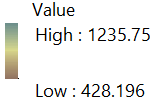 Value
High : 1235.75
Low : 428.196